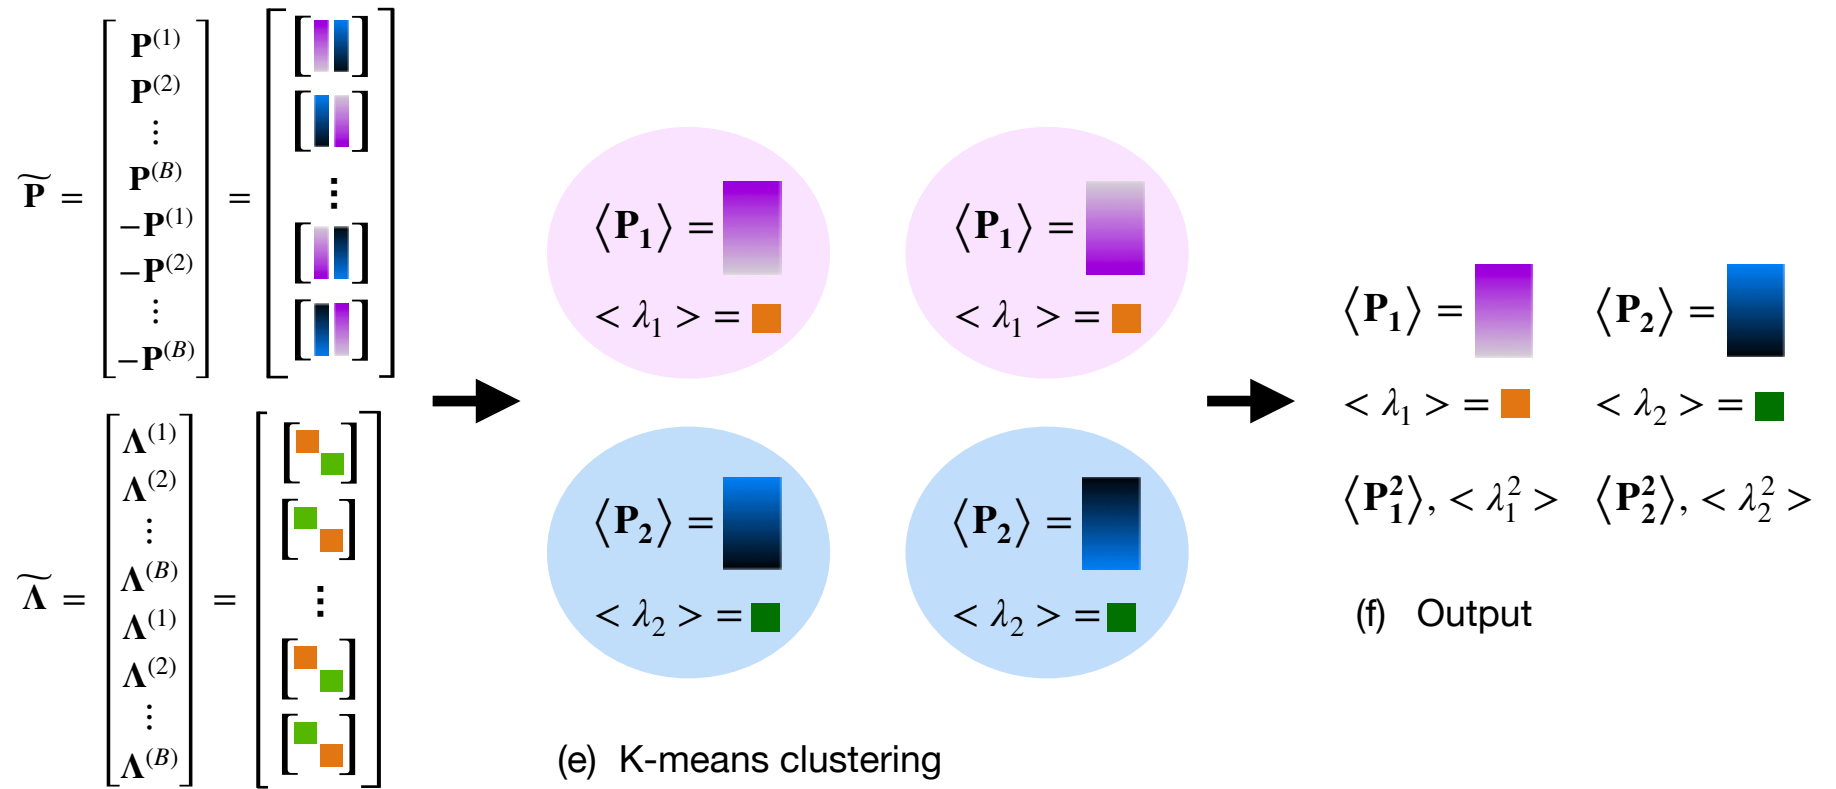 P̃ =
P⁽¹⁾
P⁽²⁾
⋮
P⁽ᴮ⁾
−P⁽¹⁾
−P⁽²⁾
⋮
−P⁽ᴮ⁾
=
⋮
Λ̃ =
Λ⁽¹⁾
Λ⁽²⁾
⋮
Λ⁽ᴮ⁾
Λ⁽¹⁾
Λ⁽²⁾
⋮
Λ⁽ᴮ⁾
=
⋮
⟨P₁⟩ =
< λ₁ > =
⟨P₁⟩ =
< λ₁ > =
⟨P₂⟩ =
< λ₂ > =
⟨P₂⟩ =
< λ₂ > =
(e) K-means clustering
⟨P₁⟩ = ⟨P₂⟩ =
< λ₁ > = < λ₂ > =
⟨P₁²⟩, < λ₁² > ⟨P₂²⟩, < λ₂² >
(f) Output